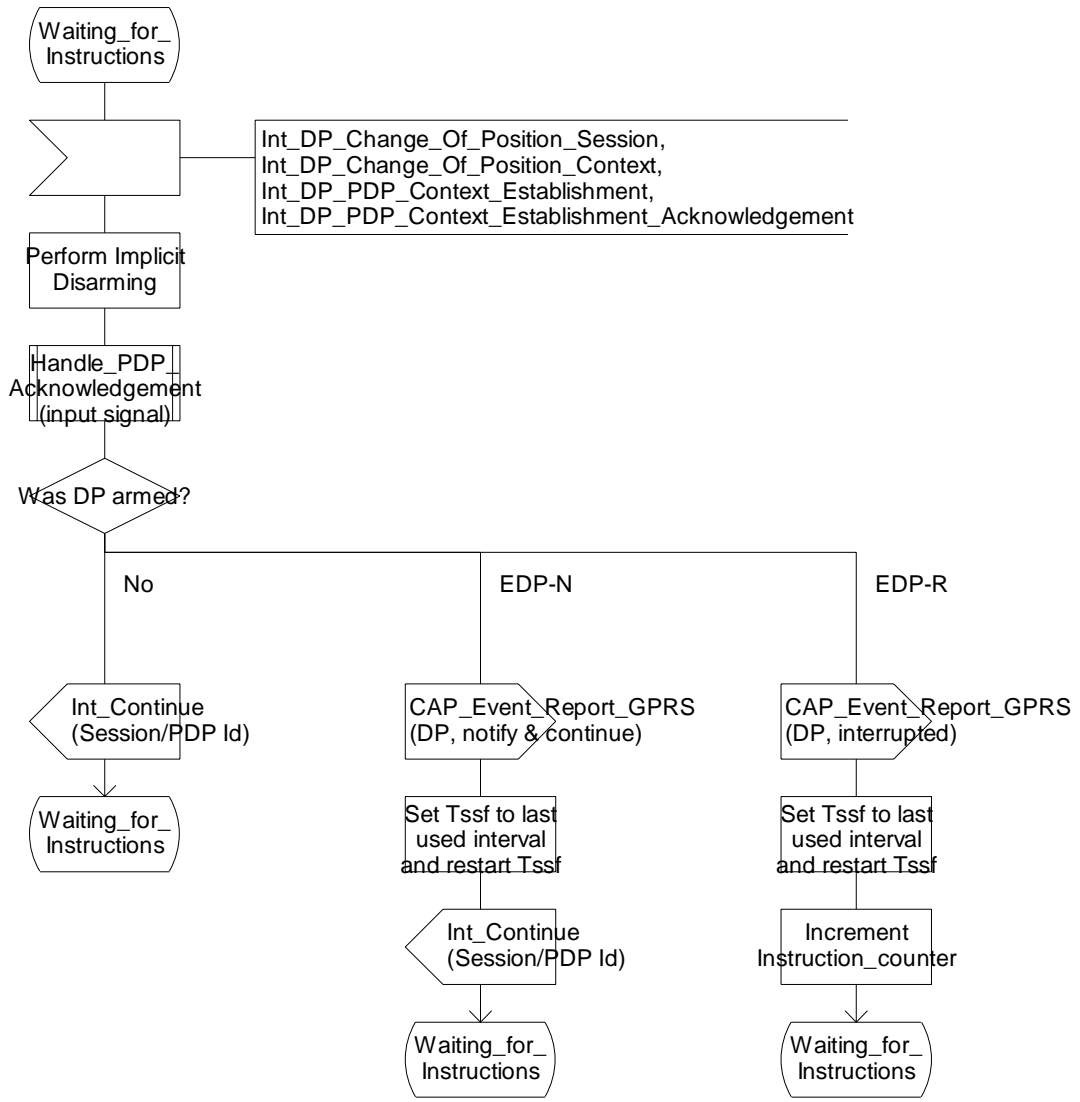 Waiting_for_
Instructions
Int_DP_Change_Of_Position_Session,
Int_DP_Change_Of_Position_Context,
Int_DP_PDP_Context_Establishment,
Int_DP_PDP_Context_Establishment_Acknowledgement
Perform Implicit
Disarming
Handle_PDP_
Acknowledgement
(input signal)
Was DP armed?
No
EDP-N
EDP-R
Int_Continue
(Session/PDP Id)
CAP_Event_Report_GPRS
(DP, notify & continue)
CAP_Event_Report_GPRS
(DP, interrupted)
Waiting_for_
Instructions
Set Tssf to last
used interval
and restart Tssf
Set Tssf to last
used interval
and restart Tssf
Int_Continue
(Session/PDP Id)
Increment
Instruction_counter
Waiting_for_
Instructions
Waiting_for_
Instructions